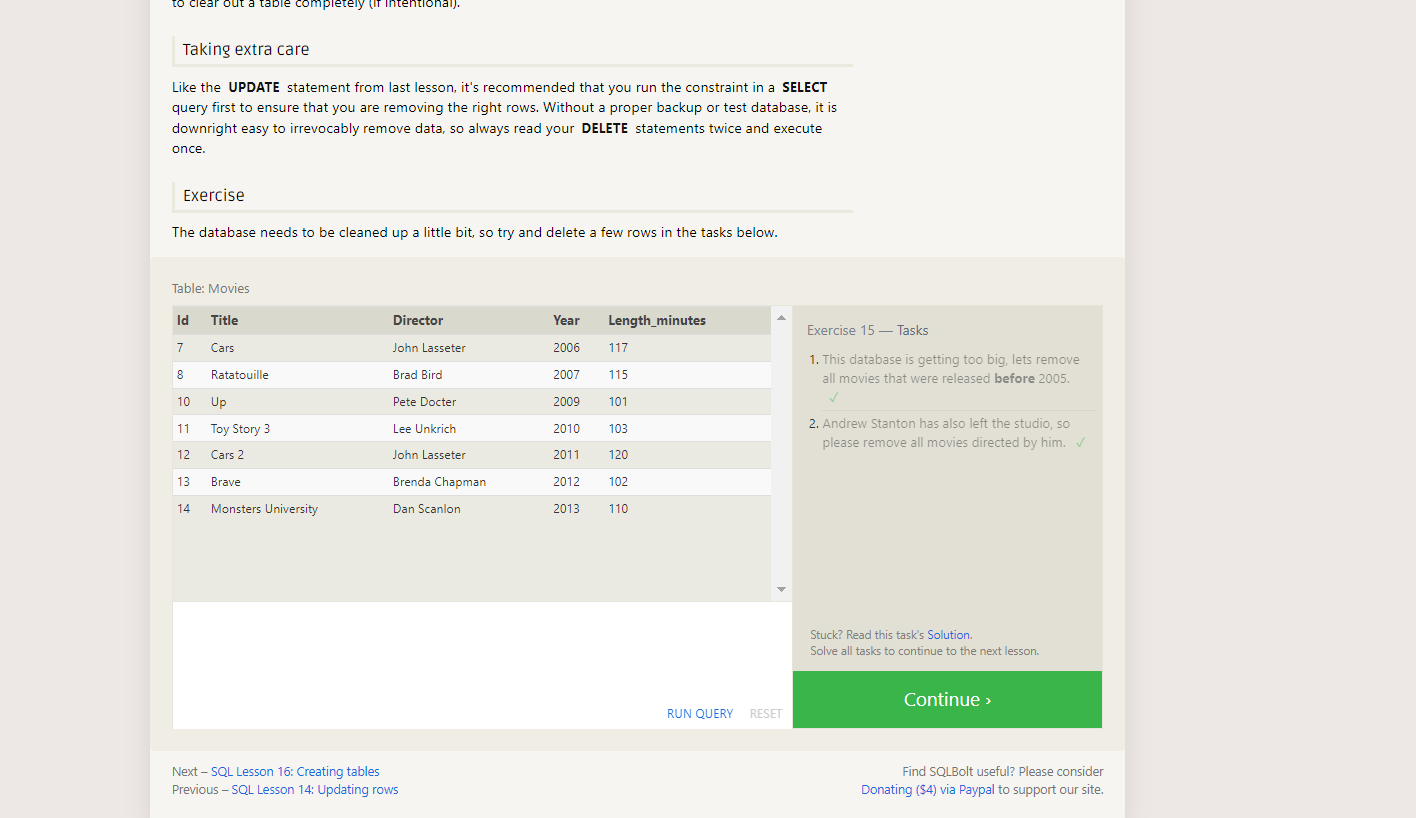 to clear out a table completely (if intentional).
Taking extra care
Like the UPDATE statement from last lesson, it's recommended that you run the constraint in a SELECT
query first to ensure that you are removing the right rows. Without a proper backup or test database, it is
downright easy to irrevocably remove data, so always read your DELETE statements twice and execute
once.
Exercise
The database needs to be cleaned up a little bit, so try and delete a few rows in the tasks below.
Table: Movies
Id Title Director Year Length_minutes
7 Cars John Lasseter 2006 117
8 Ratatouille Brad Bird 2007 115
10 Up Pete Docter 2009 101
11 Toy Story 3 Lee Unkrich 2010 103
12 Cars 2 John Lasseter 2011 120
13 Brave Brenda Chapman 2012 102
14 Monsters University Dan Scanlon 2013 110
RUN QUERY RESET
Exercise 15 — Tasks
1. This database is getting too big, lets remove
all movies that were released before 2005.
✓
2. Andrew Stanton has also left the studio, so
please remove all movies directed by him. ✓
Stuck? Read this task's Solution.
Solve all tasks to continue to the next lesson.
Continue ›
Next – SQL Lesson 16: Creating tables
Previous – SQL Lesson 14: Updating rows
Find SQLBolt useful? Please consider
Donating ($4) via Paypal to support our site.